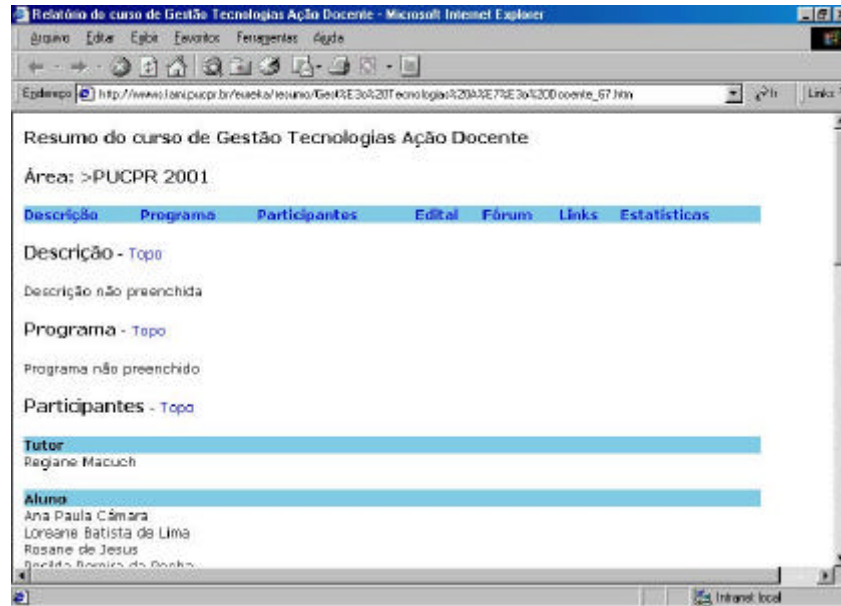 Relatório do curso de Gestão Tecnologias Ação Docente - Microsoft Internet Explorer
Arquivo Editar Exibir Favoritos Ferramentas Ajuda
Endereço Ir Links
Resumo do curso de Gestão Tecnologias Ação Docente
Área: >PUCPR 2001
Descrição Programa Participantes Edital Fórum Links Estatísticas
Descrição - Topo
Descrição não preenchida
Programa - Topo
Programa não preenchido
Participantes - Topo
Tutor
Regiane Macuch
Aluno
Ana Paula Câmara
Loreane Batista de Lima
Rosane de Jesus
Intranet local